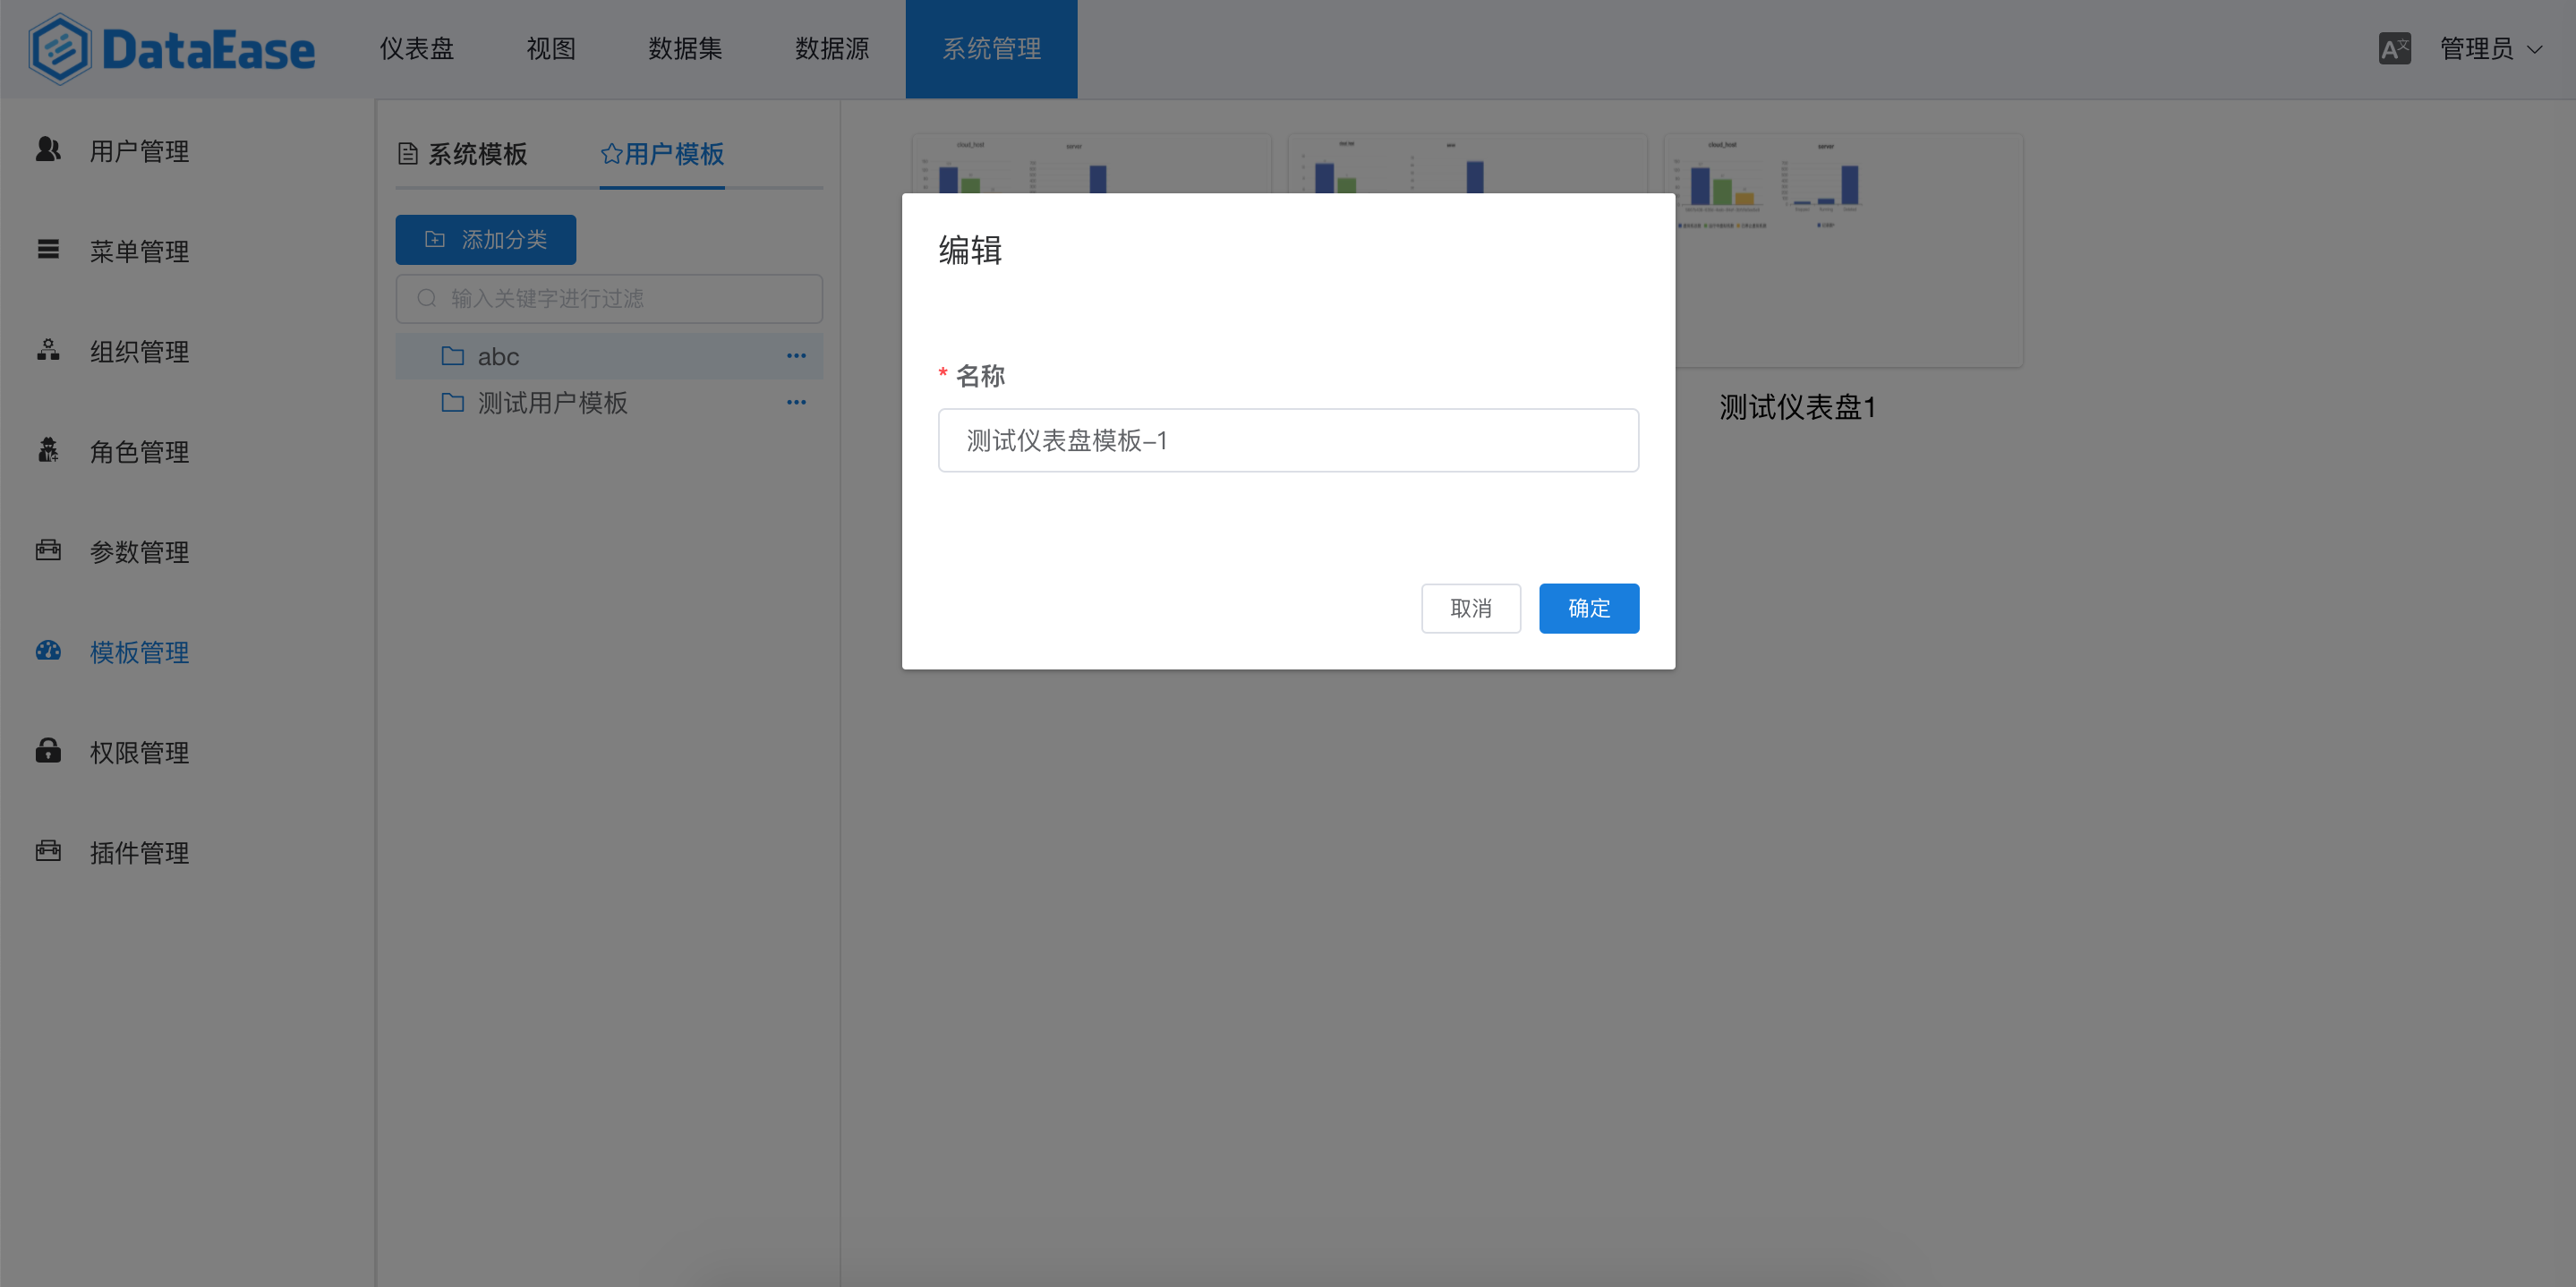 DataEase 仪表盘 视图 数据集 数据源 系统管理 管理员
用户管理
菜单管理
组织管理
角色管理
参数管理
模板管理
权限管理
插件管理
系统模板 用户模板
添加分类
输入关键字进行过滤
abc
测试用户模板
cloud_host server
cloud_host server
测试仪表盘1
编辑
* 名称
测试仪表盘模板-1
取消 确定